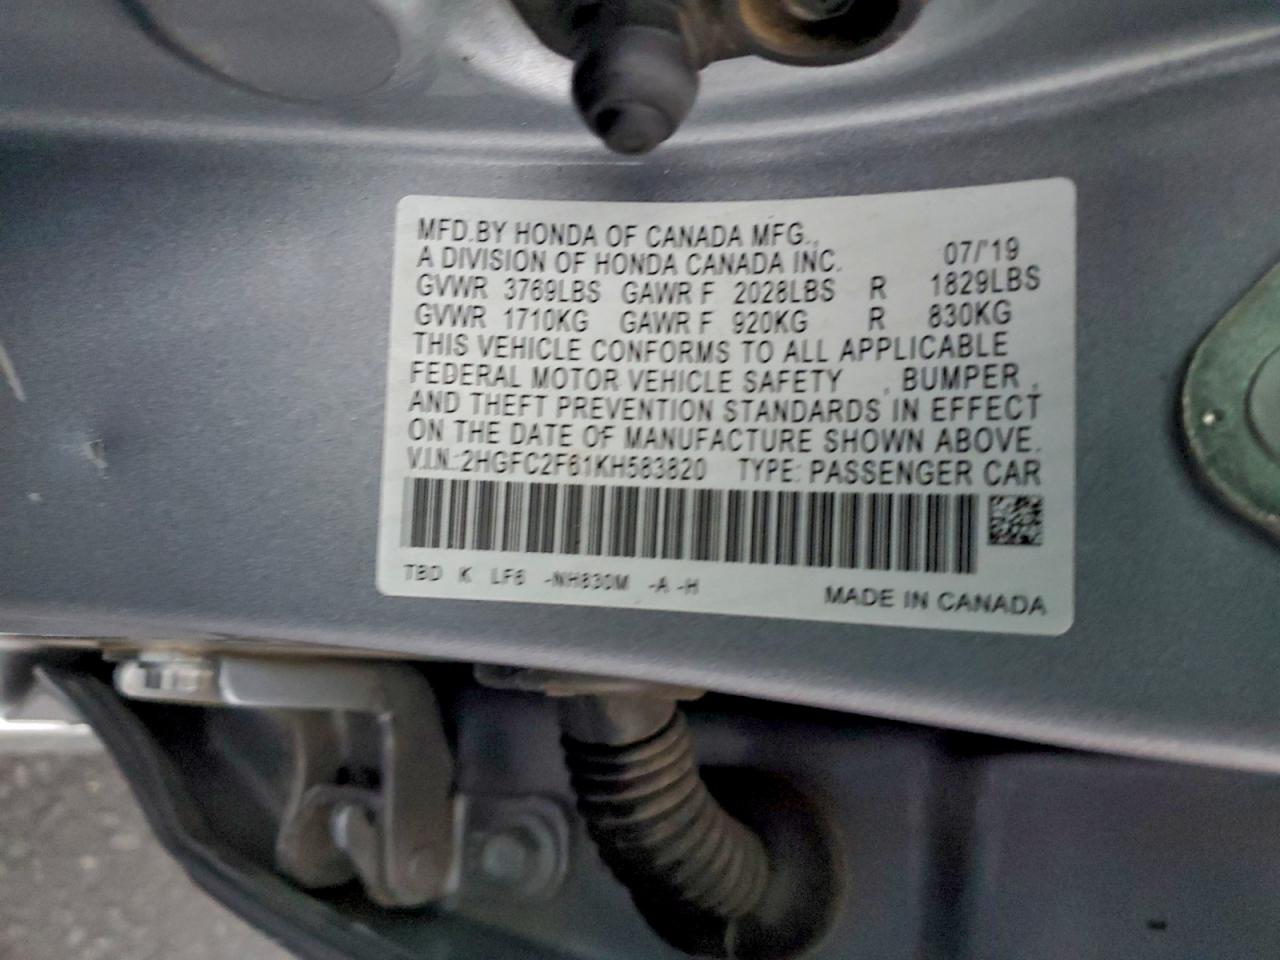 MFD.BY HONDA OF CANADA MFG.,
A DIVISION OF HONDA CANADA INC. 07/'19
GVWR 3769LBS GAWR F 2028LBS R 1829LBS
GVWR 1710KG GAWR F 920KG R 830KG
THIS VEHICLE CONFORMS TO ALL APPLICABLE
FEDERAL MOTOR VEHICLE SAFETY , BUMPER ,
AND THEFT PREVENTION STANDARDS IN EFFECT
ON THE DATE OF MANUFACTURE SHOWN ABOVE.
V.I.N.:2HGFC2F61KH583820 TYPE: PASSENGER CAR
TBD K LF6 -NH830M -A -H MADE IN CANADA